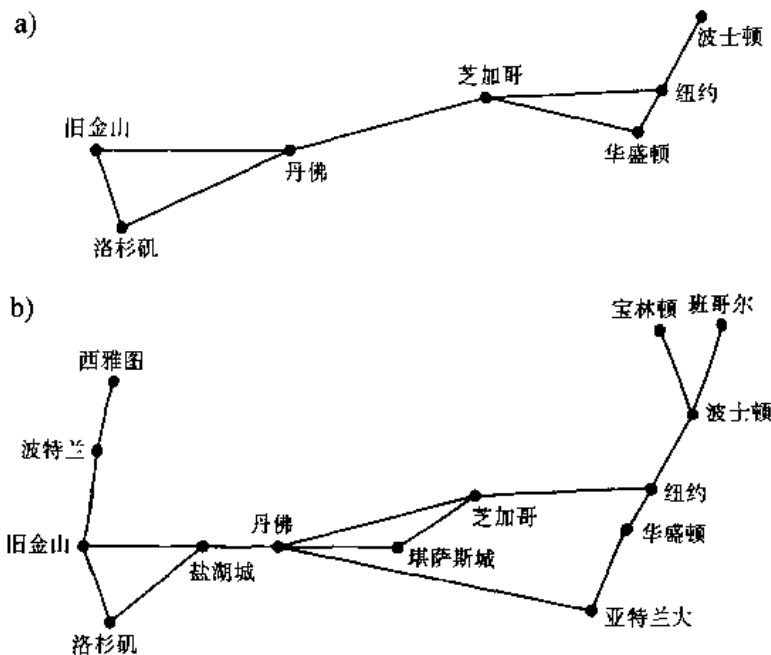 a)
波士顿
芝加哥
纽约
旧金山
华盛顿
丹佛
洛杉矶
b)
宝林顿
班哥尔
西雅图
波士顿
波特兰
纽约
芝加哥
丹佛
华盛顿
旧金山
盐湖城
堪萨斯城
亚特兰大
洛杉矶